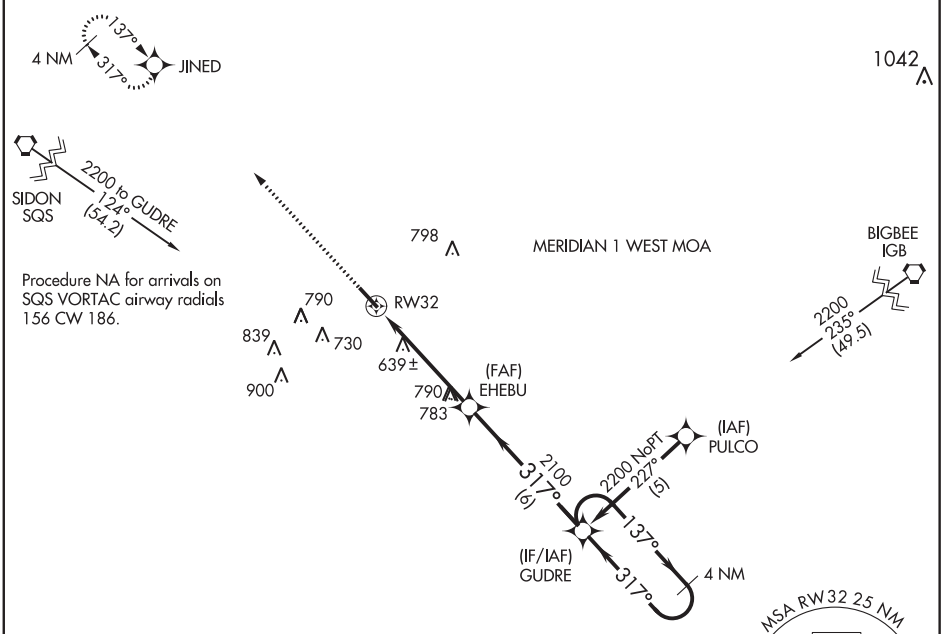 137°
4 NM
317°
JINED
1042
SIDON
SQS
2200 to GUDRE
124°
(54.2)
Procedure NA for arrivals on
SQS VORTAC airway radials
156 CW 186.
798
MERIDIAN 1 WEST MOA
BIGBEE
IGB
2200
235°
(49.5)
790
RW32
839
730
639±
900
(FAF)
EHEBU
790
783
(IAF)
PULCO
2100
317°
(6)
2200 NoPT
227°
(5)
137°
(IF/IAF)
GUDRE
317°
4 NM
MSA RW32 25 NM